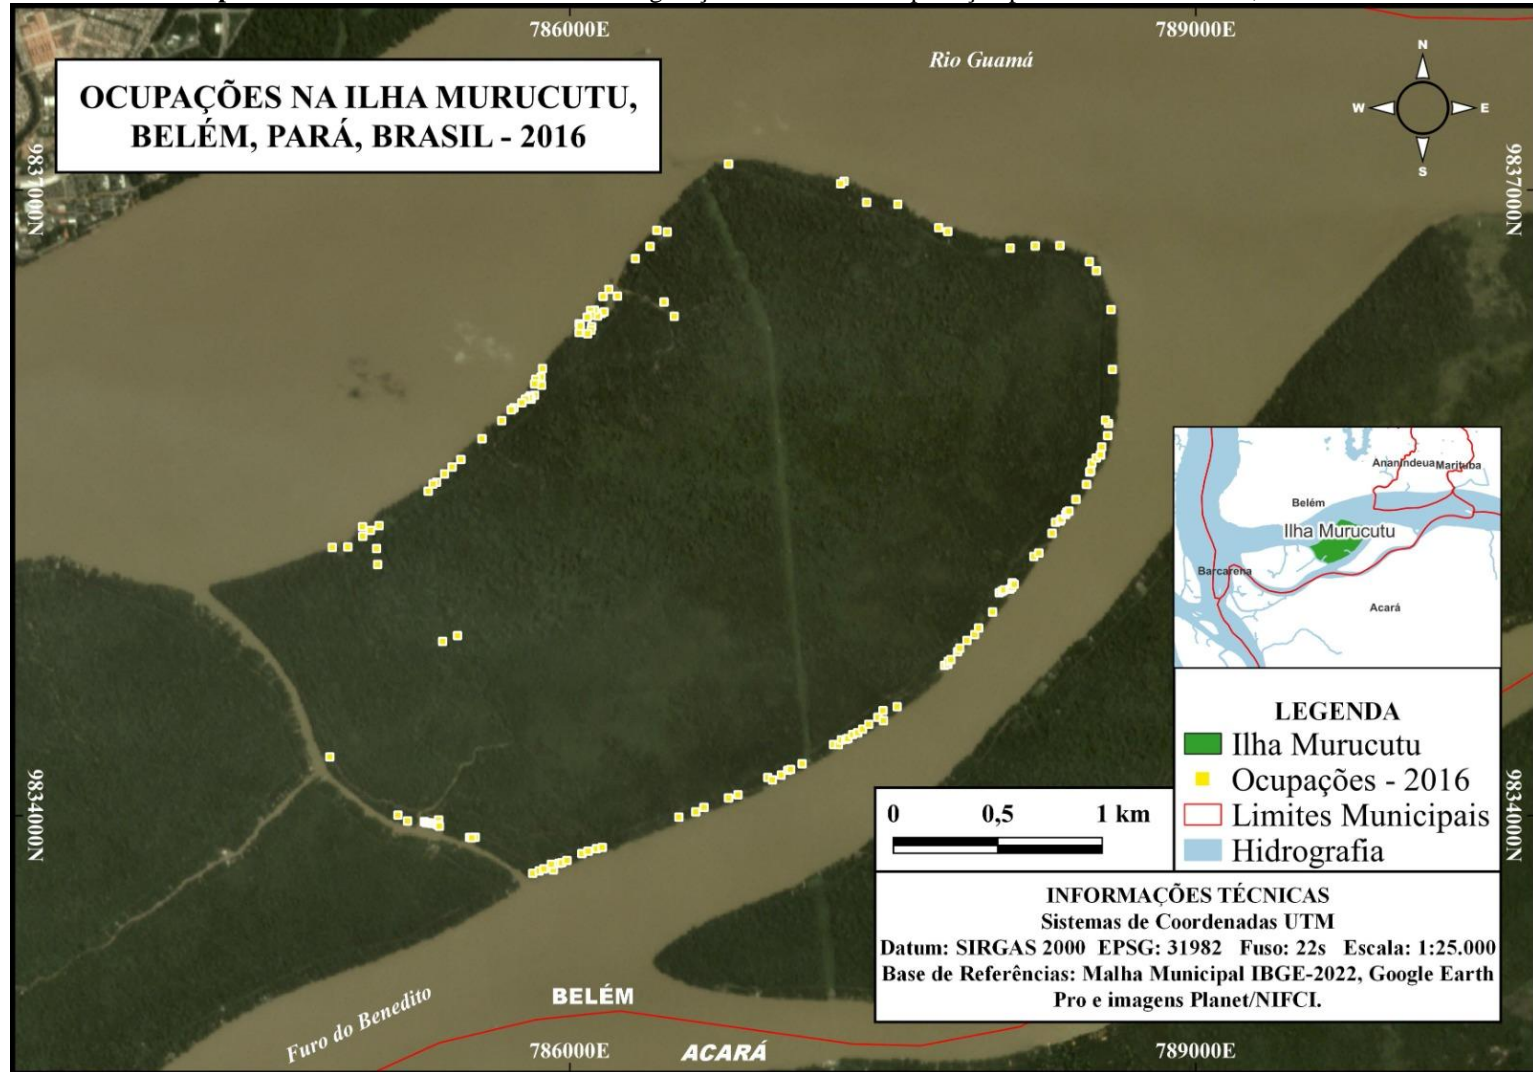 786000E
789000E
Rio Guamá
OCUPAÇÕES NA ILHA MURUCUTU,
BELÉM, PARÁ, BRASIL - 2016
N
W
E
S
9837000N
9837000N
Ananindeua
Marituba
Belém
Ilha Murucutu
Barcarena
Acará
LEGENDA
Ilha Murucutu
Ocupações - 2016
Limites Municipais
Hidrografia
0 0,5 1 km
9834000N
9834000N
INFORMAÇÕES TÉCNICAS
Sistemas de Coordenadas UTM
Datum: SIRGAS 2000 EPSG: 31982 Fuso: 22s Escala: 1:25.000
Base de Referências: Malha Municipal IBGE-2022, Google Earth
Pro e imagens Planet/NIFCI.
Furo do Benedito
BELÉM
ACARÁ
786000E
789000E